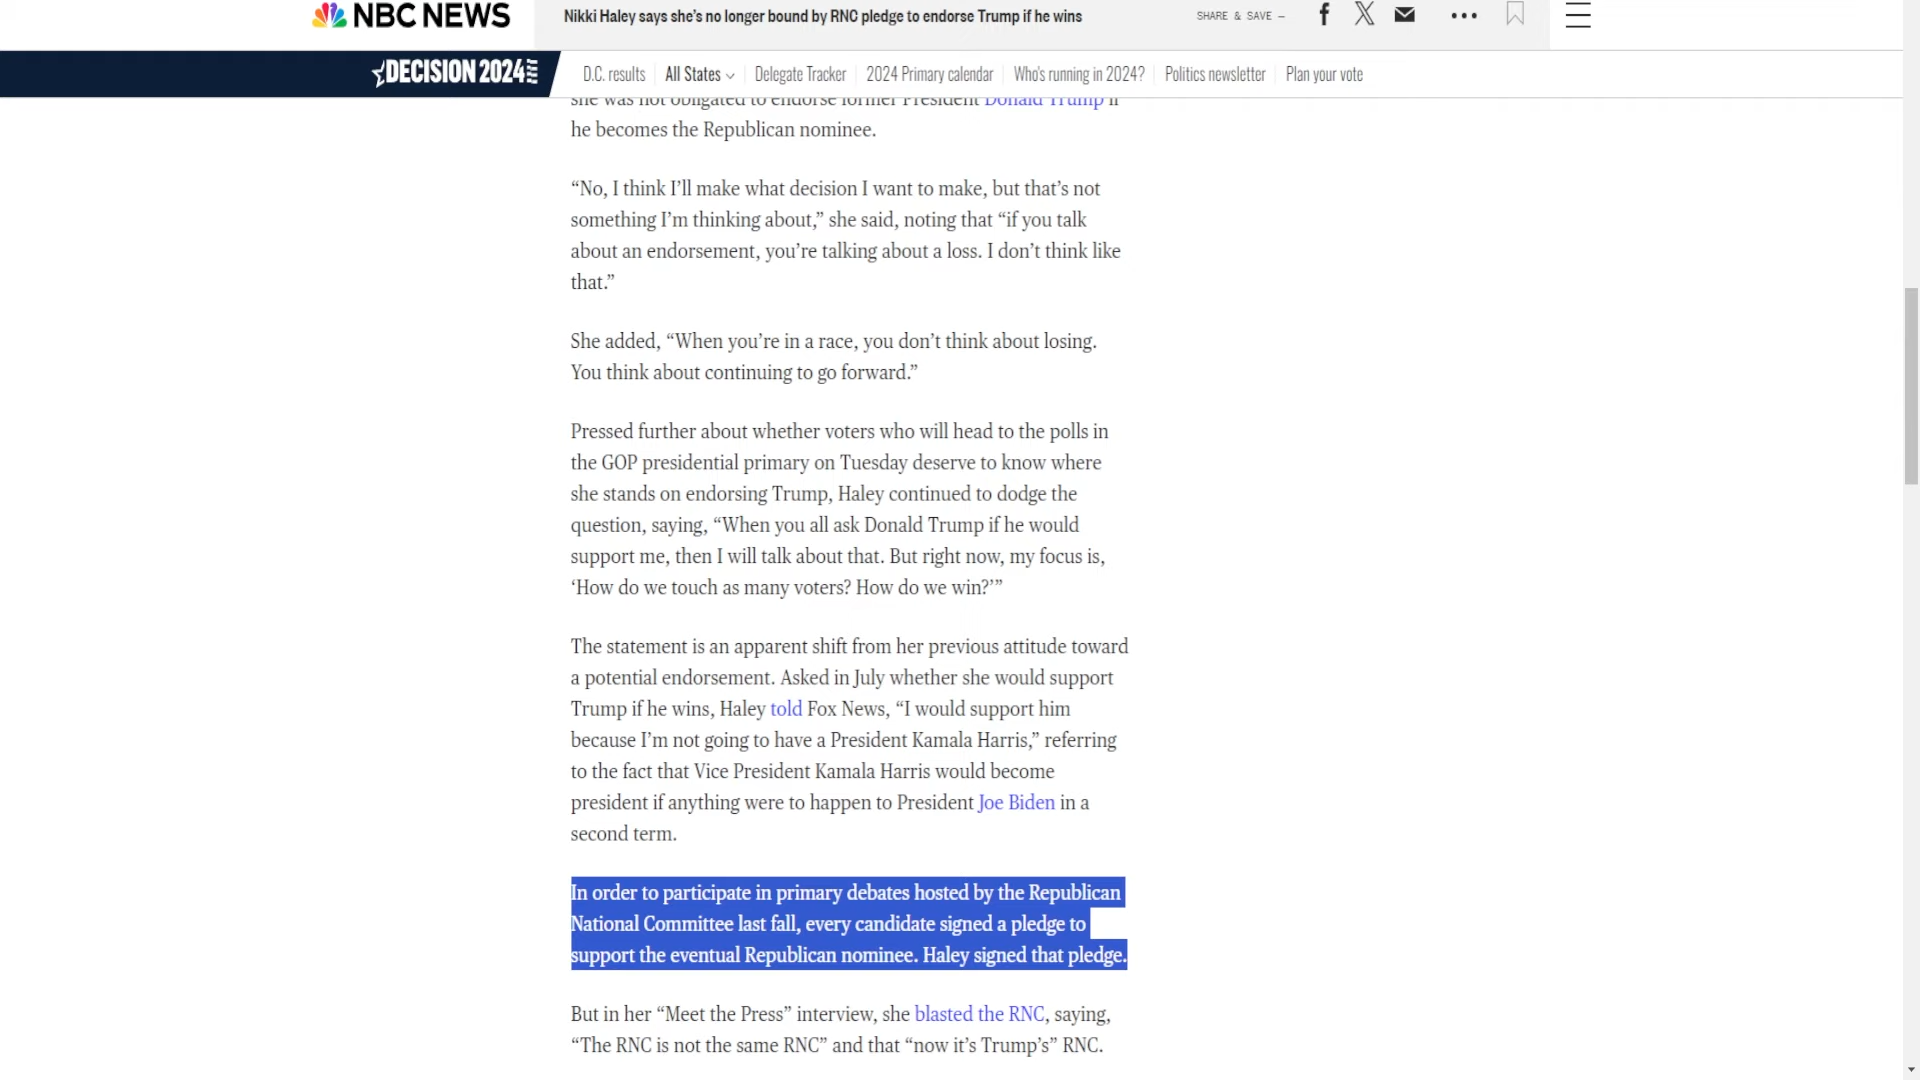 NBC NEWS
Nikki Haley says she’s no longer bound by RNC pledge to endorse Trump if he wins
SHARE & SAVE –
DECISION 2024
D.C. results
All States
Delegate Tracker
2024 Primary calendar
Who's running in 2024?
Politics newsletter
Plan your vote
she was not obligated to endorse former President Donald Trump if
he becomes the Republican nominee.
“No, I think I’ll make what decision I want to make, but that’s not
something I’m thinking about,” she said, noting that “if you talk
about an endorsement, you’re talking about a loss. I don’t think like
that.”
She added, “When you’re in a race, you don’t think about losing.
You think about continuing to go forward.”
Pressed further about whether voters who will head to the polls in
the GOP presidential primary on Tuesday deserve to know where
she stands on endorsing Trump, Haley continued to dodge the
question, saying, “When you all ask Donald Trump if he would
support me, then I will talk about that. But right now, my focus is,
‘How do we touch as many voters? How do we win?’”
The statement is an apparent shift from her previous attitude toward
a potential endorsement. Asked in July whether she would support
Trump if he wins, Haley told Fox News, “I would support him
because I’m not going to have a President Kamala Harris,” referring
to the fact that Vice President Kamala Harris would become
president if anything were to happen to President Joe Biden in a
second term.
In order to participate in primary debates hosted by the Republican
National Committee last fall, every candidate signed a pledge to
support the eventual Republican nominee. Haley signed that pledge.
But in her “Meet the Press” interview, she blasted the RNC, saying,
“The RNC is not the same RNC” and that “now it’s Trump’s” RNC.